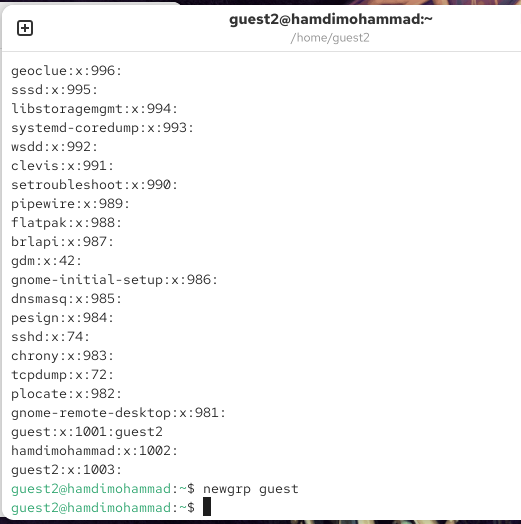 guest2@hamdimohammad:~
/home/guest2
geoclue:x:996:
sssd:x:995:
libstoragemgmt:x:994:
systemd-coredump:x:993:
wsdd:x:992:
clevis:x:991:
setroubleshoot:x:990:
pipewire:x:989:
flatpak:x:988:
brlapi:x:987:
gdm:x:42:
gnome-initial-setup:x:986:
dnsmasq:x:985:
pesign:x:984:
sshd:x:74:
chrony:x:983:
tcpdump:x:72:
plocate:x:982:
gnome-remote-desktop:x:981:
guest:x:1001:guest2
hamdimohammad:x:1002:
guest2:x:1003:
guest2@hamdimohammad:~$ newgrp guest
guest2@hamdimohammad:~$